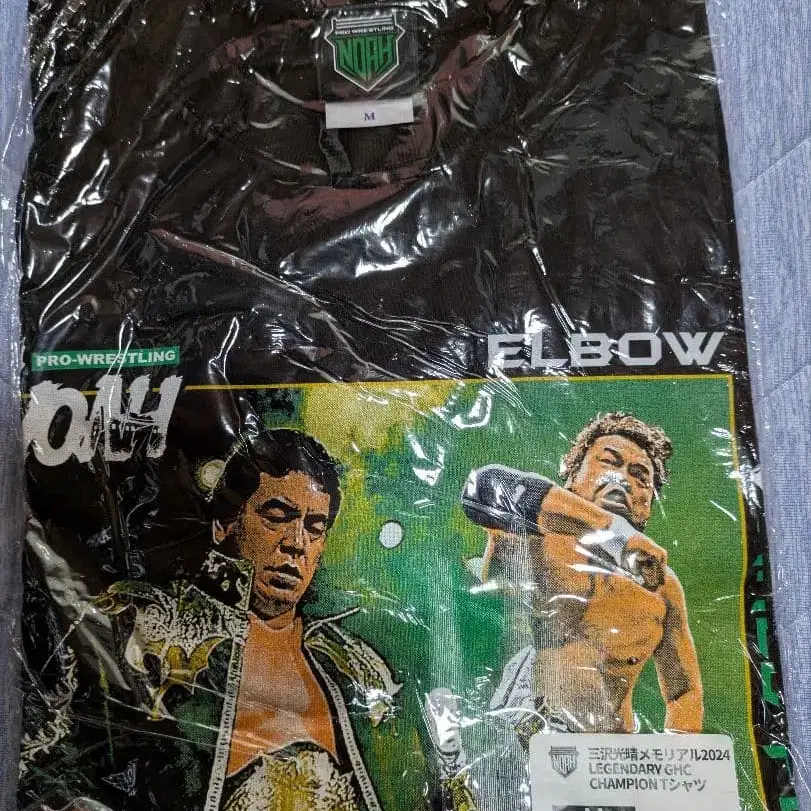 PRO WRESTLING
NOAH
M
ELBOW
PRO-WRESTLING
OAH
NOAH
三沢光晴メモリアル2024
LEGENDARY GHC
CHAMPION Tシャツ